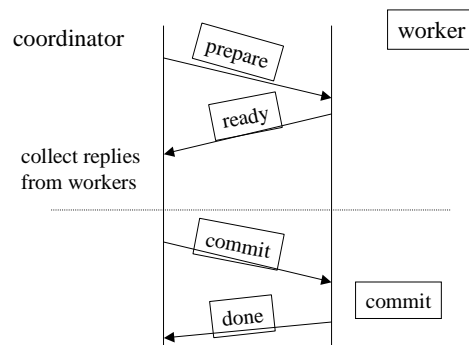 coordinator
worker
prepare
ready
collect replies
from workers
commit
commit
done